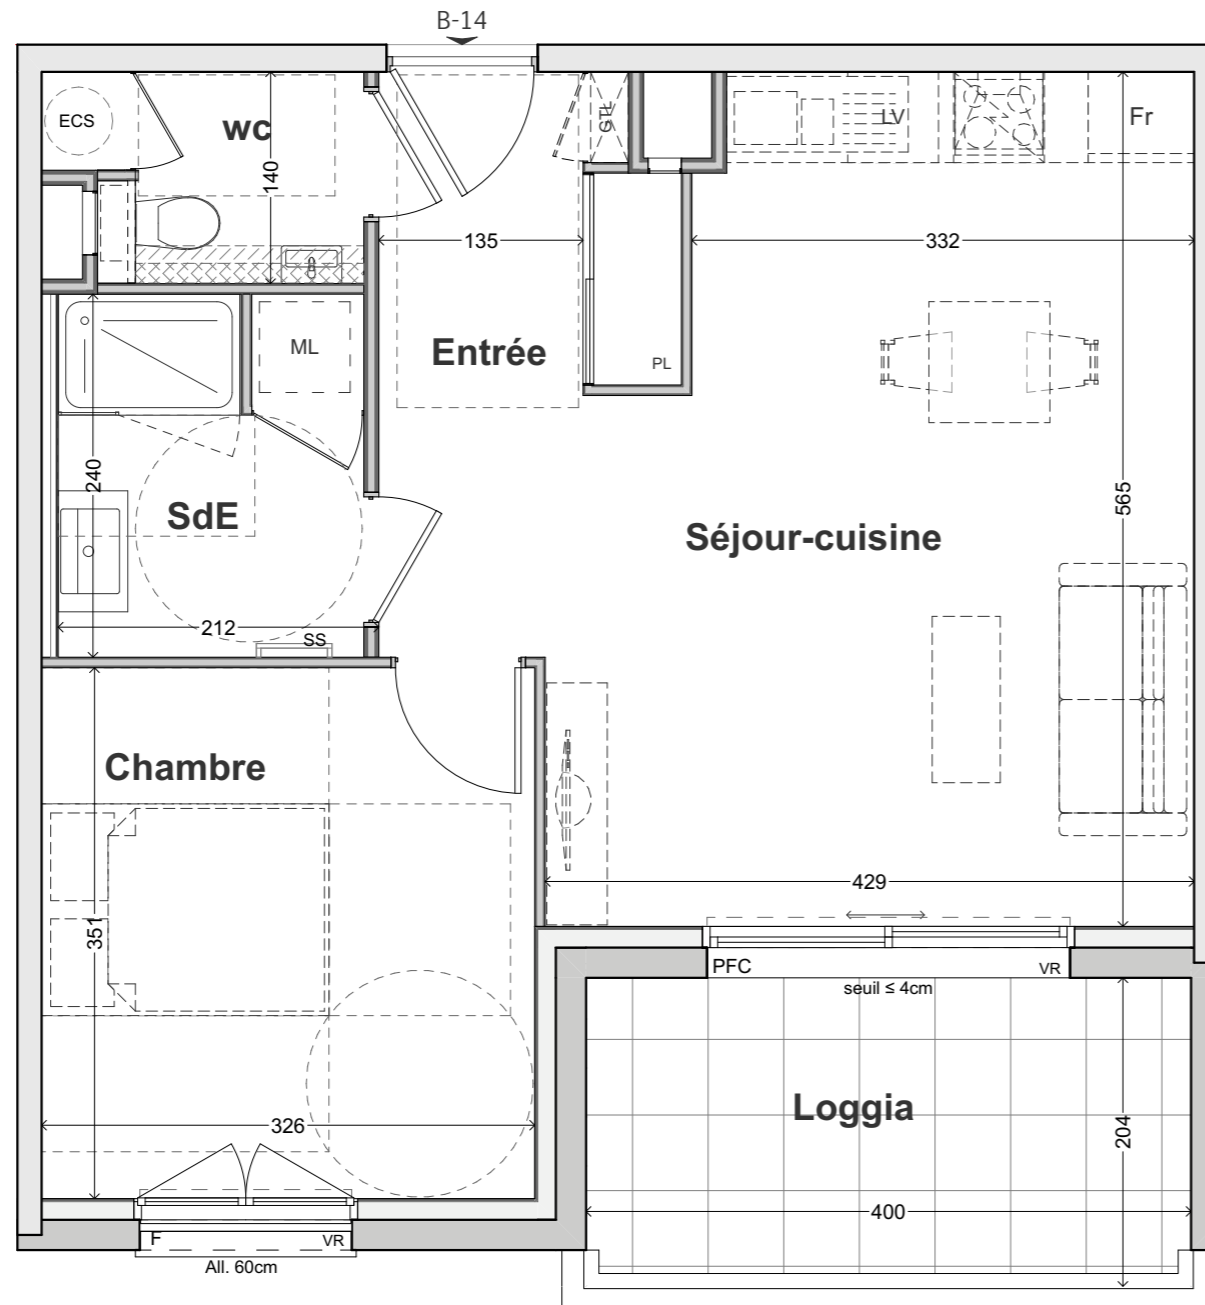 B-14
ECS
wc
140
GTL
LV
Fr
135
332
Entrée
PL
ML
240
SdE
565
Séjour-cuisine
212
SS
Chambre
351
429
PFC
VR
seuil ≤ 4cm
Loggia
204
326
400
F
VR
All. 60cm